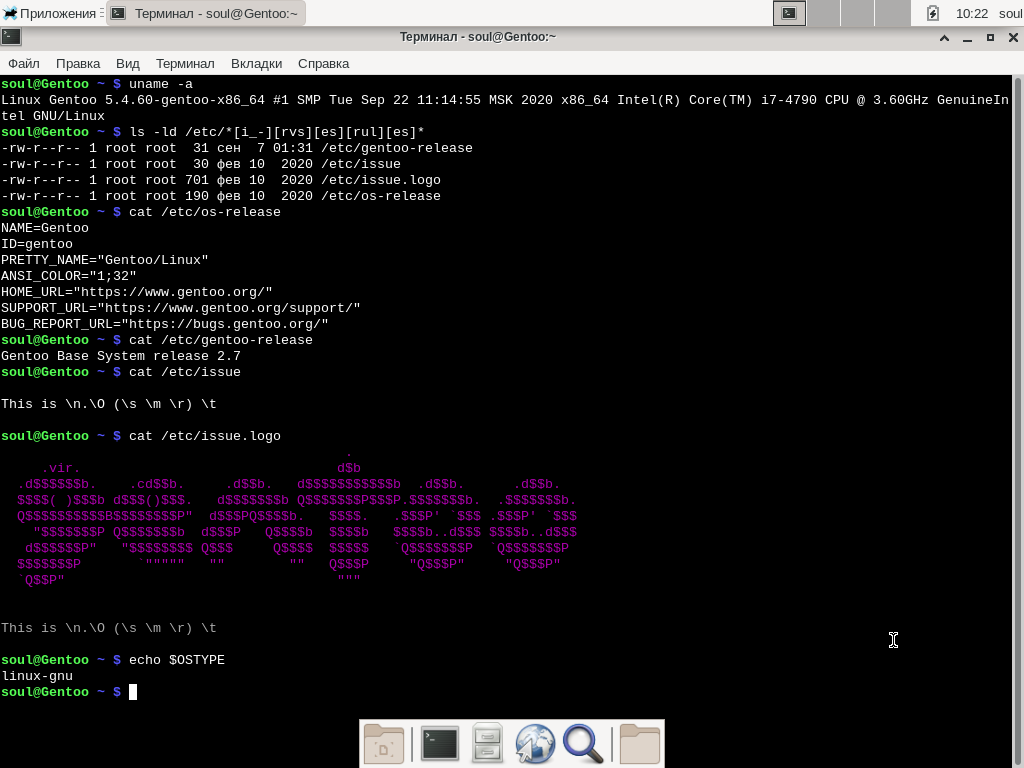 Приложения Терминал - soul@Gentoo:~ 10:22 soul
Терминал - soul@Gentoo:~
Файл Правка Вид Терминал Вкладки Справка
soul@Gentoo ~ $ uname -a
Linux Gentoo 5.4.60-gentoo-x86_64 #1 SMP Tue Sep 22 11:14:55 MSK 2020 x86_64 Intel(R) Core(TM) i7-4790 CPU @ 3.60GHz GenuineIn
tel GNU/Linux
soul@Gentoo ~ $ ls -ld /etc/*[i_-][rvs][es][rul][es]*
-rw-r--r-- 1 root root  31 сен  7 01:31 /etc/gentoo-release
-rw-r--r-- 1 root root  30 фев 10  2020 /etc/issue
-rw-r--r-- 1 root root 701 фев 10  2020 /etc/issue.logo
-rw-r--r-- 1 root root 190 фев 10  2020 /etc/os-release
soul@Gentoo ~ $ cat /etc/os-release
NAME=Gentoo
ID=gentoo
PRETTY_NAME="Gentoo/Linux"
ANSI_COLOR="1;32"
HOME_URL="https://www.gentoo.org/"
SUPPORT_URL="https://www.gentoo.org/support/"
BUG_REPORT_URL="https://bugs.gentoo.org/"
soul@Gentoo ~ $ cat /etc/gentoo-release
Gentoo Base System release 2.7
soul@Gentoo ~ $ cat /etc/issue
This is \n.\O (\s \m \r) \t
soul@Gentoo ~ $ cat /etc/issue.logo
                                           .
     .vir.                                d$b
  .d$$$$$$b.    .cd$$b.     .d$$b.   d$$$$$$$$$$$b  .d$$b.      .d$$b.
  $$$$( )$$$b d$$$()$$$.   d$$$$$$$b Q$$$$$$$P$$$P.$$$$$$$b.  .$$$$$$$b.
  Q$$$$$$$$$$B$$$$$$$$P"  d$$$PQ$$$$b.   $$$$.   .$$$P' `$$$ .$$$P' `$$$
    "$$$$$$$P Q$$$$$$$b  d$$$P   Q$$$$b  $$$$b   $$$$b..d$$$ $$$$b..d$$$
   d$$$$$$P"   "$$$$$$$$ Q$$$     Q$$$$  $$$$$   `Q$$$$$$$P  `Q$$$$$$$P
  $$$$$$$P       `"""""   ""        ""   Q$$$P     "Q$$$P"     "Q$$$P"
  `Q$$P"                                  """
This is \n.\O (\s \m \r) \t
soul@Gentoo ~ $ echo $OSTYPE
linux-gnu
soul@Gentoo ~ $